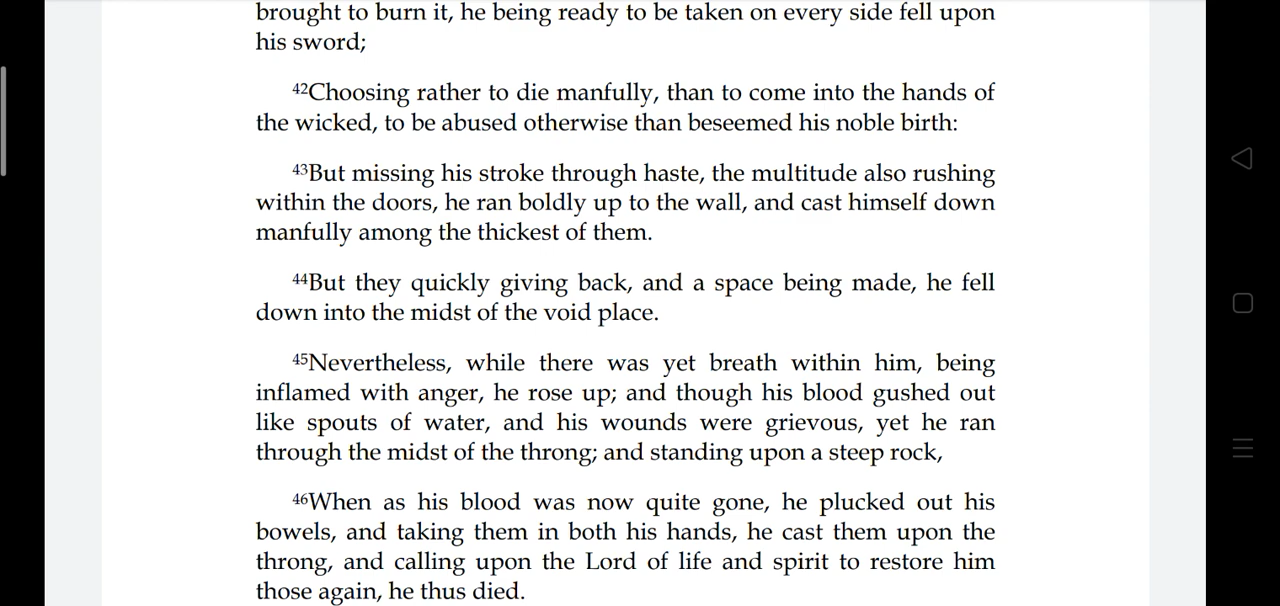 brought to burn it, he being ready to be taken on every side fell upon
his sword;
42Choosing rather to die manfully, than to come into the hands of
the wicked, to be abused otherwise than beseemed his noble birth:
43But missing his stroke through haste, the multitude also rushing
within the doors, he ran boldly up to the wall, and cast himself down
manfully among the thickest of them.
44But they quickly giving back, and a space being made, he fell
down into the midst of the void place.
45Nevertheless, while there was yet breath within him, being
inflamed with anger, he rose up; and though his blood gushed out
like spouts of water, and his wounds were grievous, yet he ran
through the midst of the throng; and standing upon a steep rock,
46When as his blood was now quite gone, he plucked out his
bowels, and taking them in both his hands, he cast them upon the
throng, and calling upon the Lord of life and spirit to restore him
those again, he thus died.